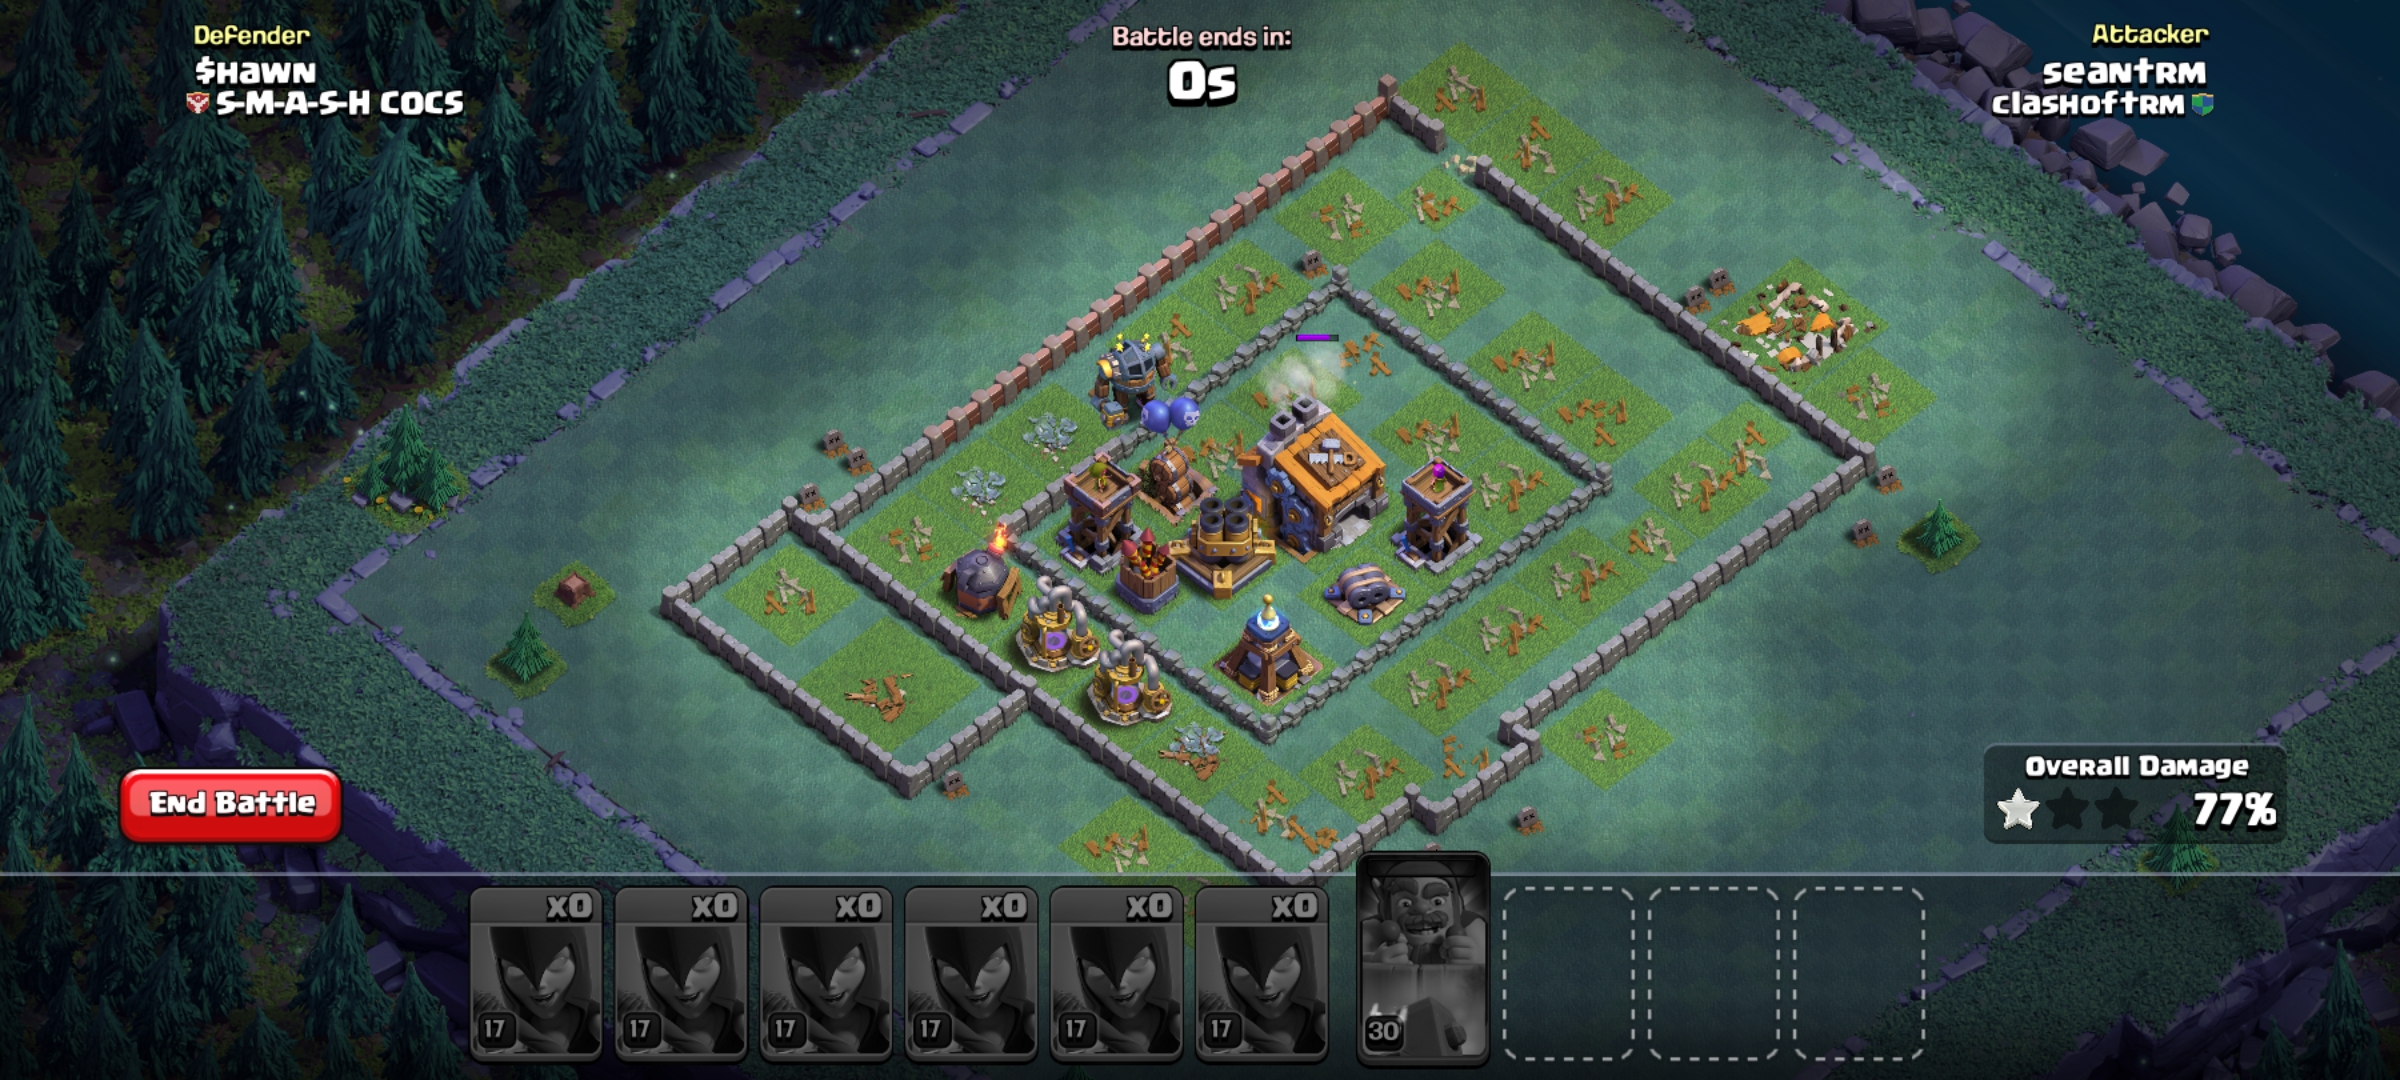 Defender
$HAWN
S-M-A-S-H COCS
Battle ends in:
0s
Attacker
seantRM
clashoftRM
End Battle
Overall Damage
77%
x0
x0
x0
x0
x0
x0
17
17
17
17
17
17
30